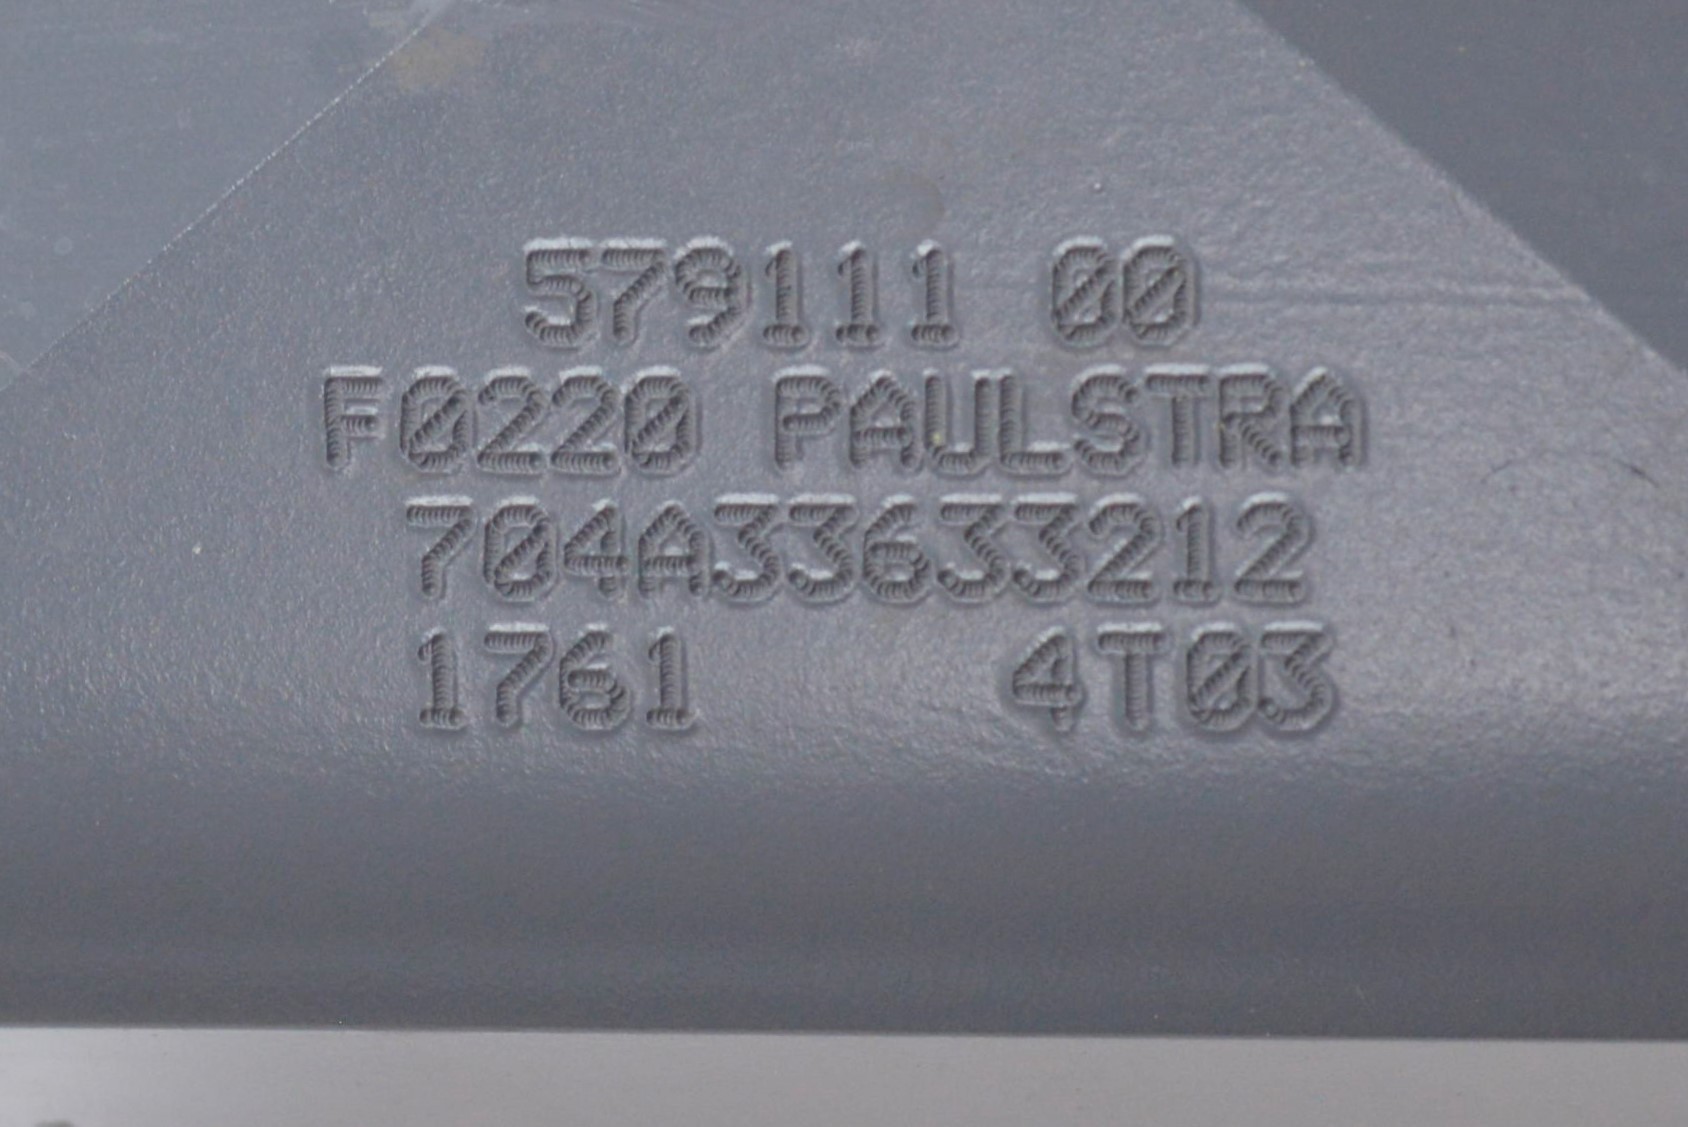 579111 00
F0220 PAULSTRA
704A33633212
1761 4T03